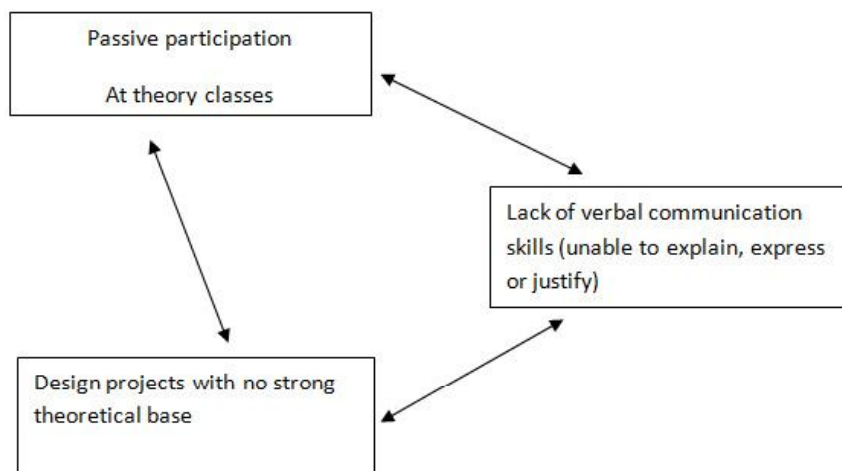 Passive participation
At theory classes
Lack of verbal communication
skills (unable to explain, express
or justify)
Design projects with no strong
theoretical base